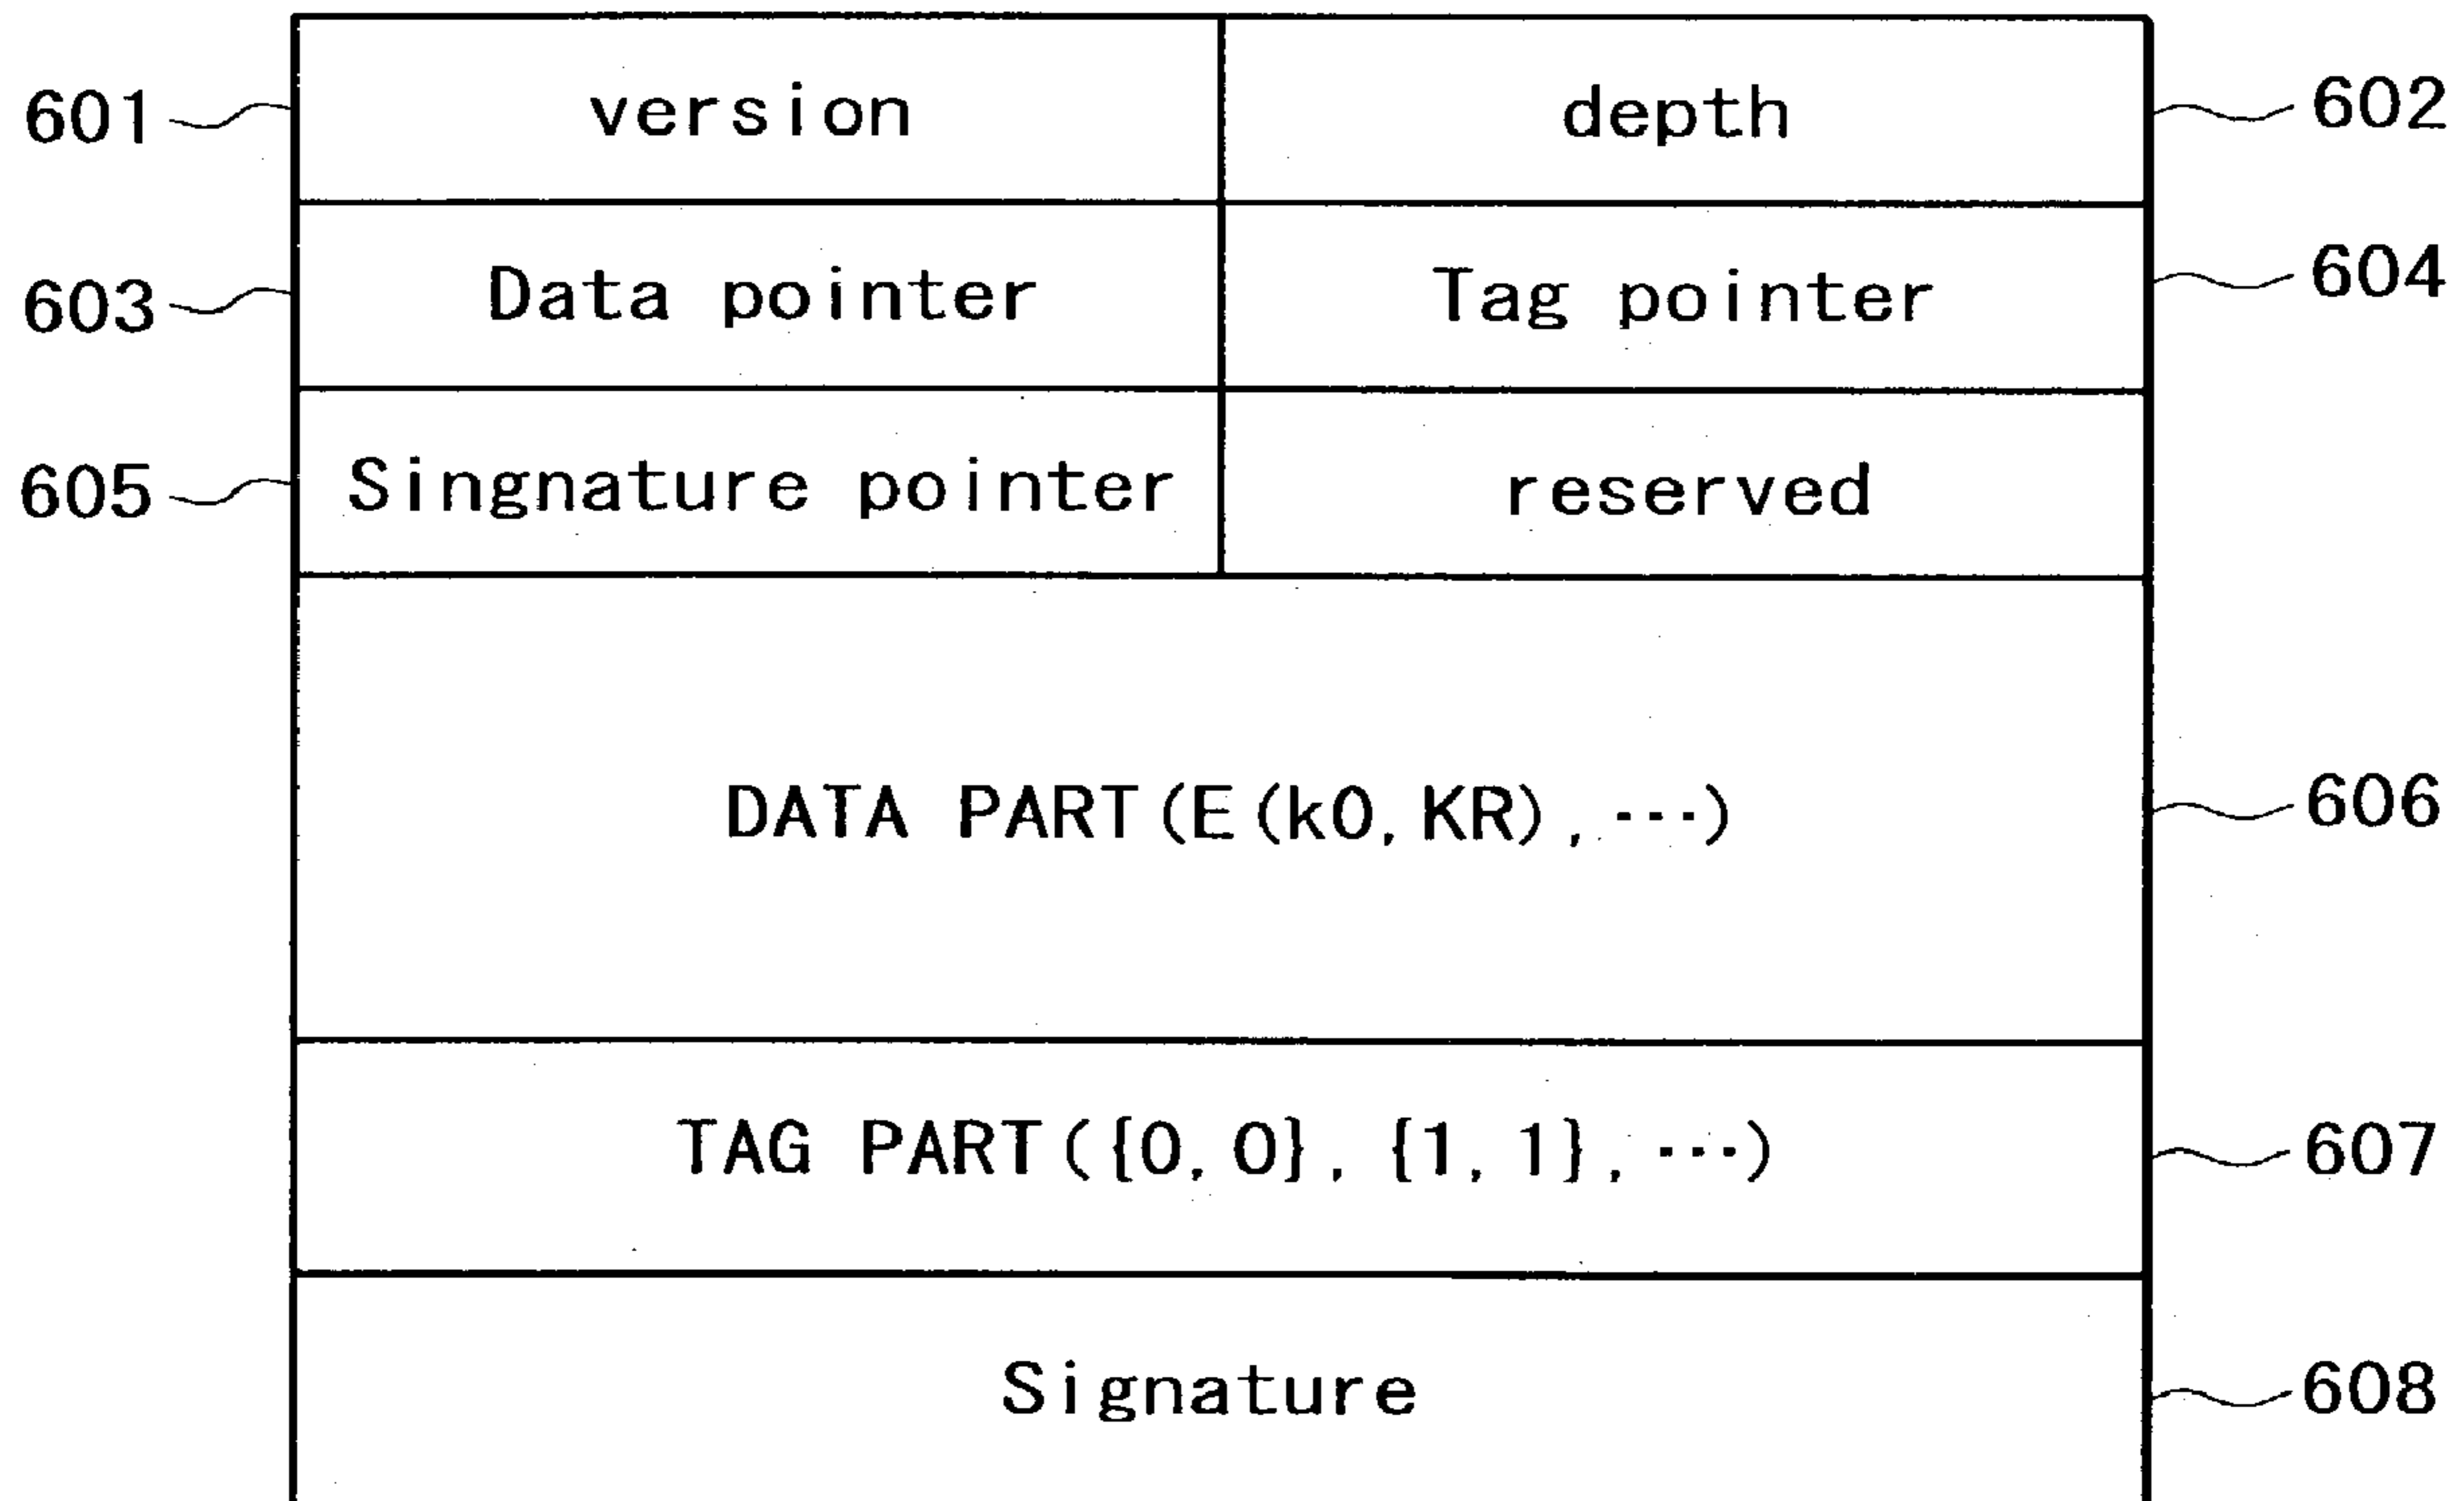 601 version depth 602
603 Data pointer Tag pointer 604
605 Singnature pointer reserved
DATA PART(E(k0,KR),···) 606
TAG PART({0,0},{1,1},···) 607
Signature 608